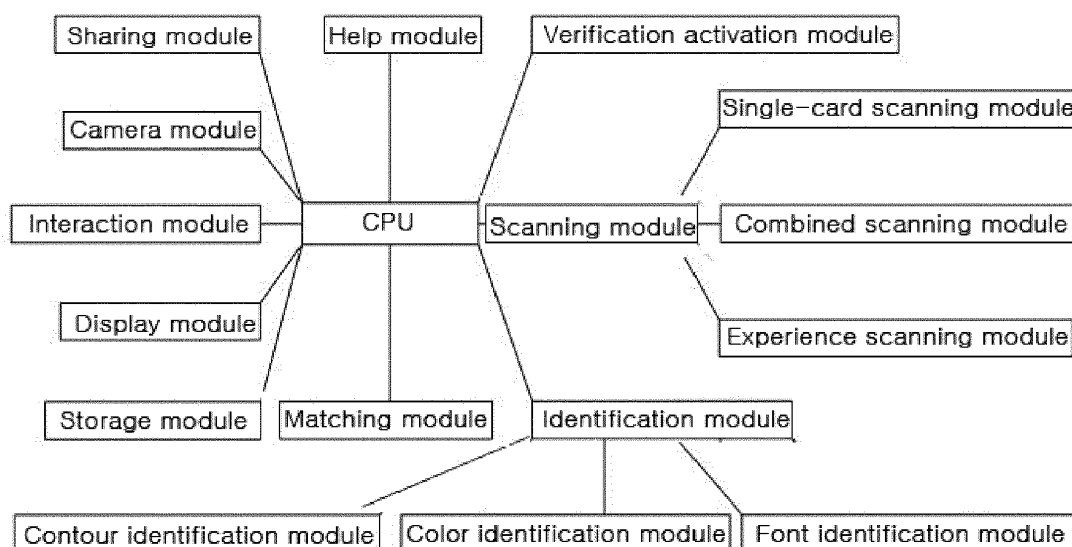 Sharing module
Help module
Verification activation module
Single-card scanning module
Camera module
Interaction module
CPU
Scanning module
Combined scanning module
Display module
Experience scanning module
Storage module
Matching module
Identification module
Contour identification module
Color identification module
Font identification module